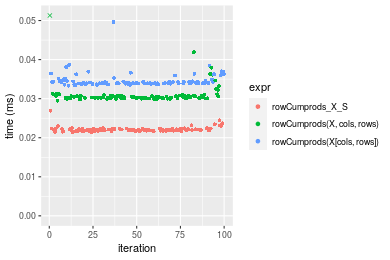 0.05
0.04
0.03
0.02
0.01
0.00
time (ms)
0
25
50
75
100
iteration
expr
rowCumprods_X_S
rowCumprods(X, cols, rows)
rowCumprods(X[cols, rows])